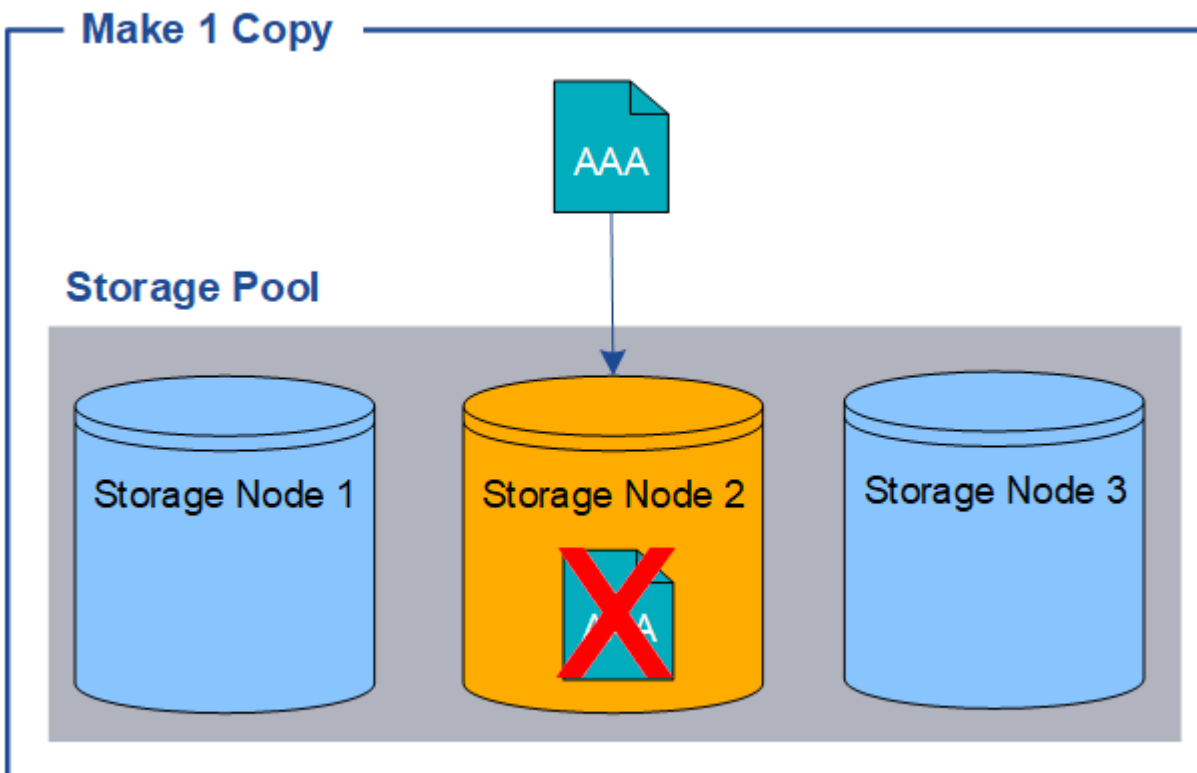 Make 1 Copy
AAA
Storage Pool
Storage Node 1
Storage Node 2
Storage Node 3